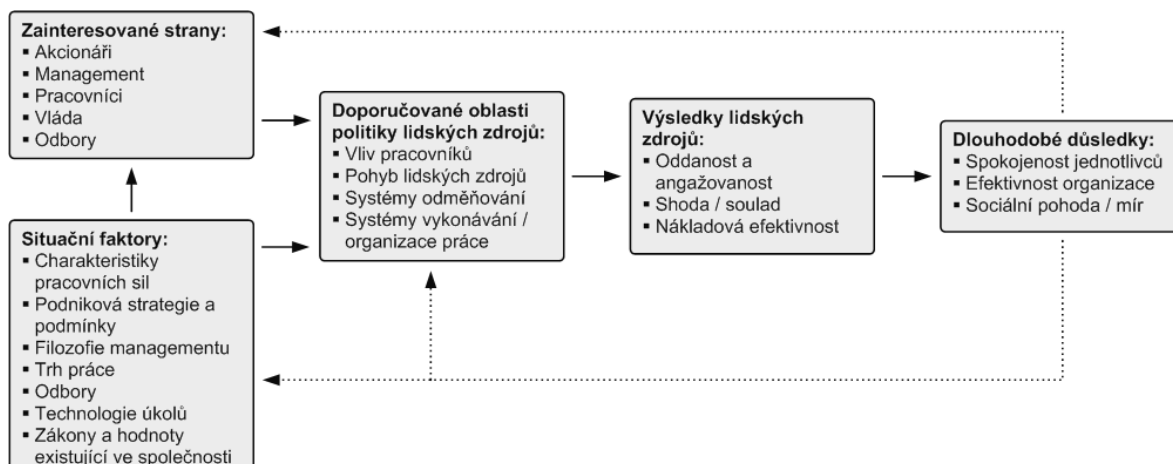 Zainteresované strany:
▪ Akcionáři
▪ Management
▪ Pracovníci
▪ Vláda
▪ Odbory
Situační faktory:
▪ Charakteristiky
pracovních sil
▪ Podniková strategie a
podmínky
▪ Filozofie managementu
▪ Trh práce
▪ Odbory
▪ Technologie úkolů
▪ Zákony a hodnoty
existující ve společnosti
Doporučované oblasti
politiky lidských zdrojů:
▪ Vliv pracovníků
▪ Pohyb lidských zdrojů
▪ Systémy odměňování
▪ Systémy vykonávání /
organizace práce
Výsledky lidských
zdrojů:
▪ Oddanost a
angažovanost
▪ Shoda / soulad
▪ Nákladová efektivnost
Dlouhodobé důsledky:
▪ Spokojenost jednotlivců
▪ Efektivnost organizace
▪ Sociální pohoda / mír